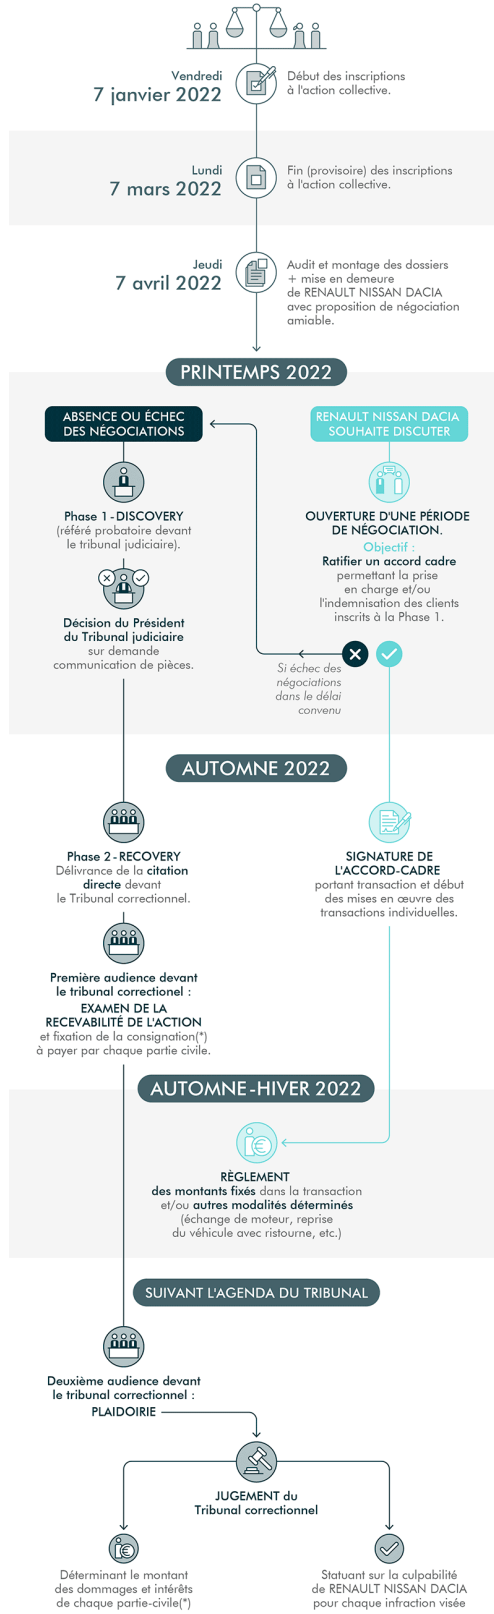 Vendredi
7 janvier 2022
Début des inscriptions
à l'action collective.
Lundi
7 mars 2022
Fin (provisoire) des inscriptions
à l'action collective.
Jeudi
7 avril 2022
Audit et montage des dossiers
+ mise en demeure
de RENAULT NISSAN DACIA
avec proposition de négociation
amiable.
PRINTEMPS 2022
ABSENCE OU ÉCHEC
DES NÉGOCIATIONS
Phase 1 - DISCOVERY
(référé probatoire devant
le tribunal judiciaire).
Décision du Président
du Tribunal judiciaire
sur demande
communication de pièces.
RENAULT NISSAN DACIA
SOUHAITE DISCUTER
OUVERTURE D'UNE PÉRIODE
DE NÉGOCIATION.
Objectif :
Ratifier un accord cadre
permettant la prise
en charge et/ou
l'indemnisation des clients
inscrits à la Phase 1.
Si échec des
négociations
dans le délai
convenu
AUTOMNE 2022
Phase 2 - RECOVERY
Délivrance de la citation
directe devant
le Tribunal correctionnel.
SIGNATURE DE
L'ACCORD-CADRE
portant transaction et début
des mises en œuvre des
transactions individuelles.
Première audience devant
le tribunal correctionel :
EXAMEN DE LA
RECEVABILITÉ DE L'ACTION
et fixation de la consignation(*)
à payer par chaque partie civile.
AUTOMNE-HIVER 2022
RÈGLEMENT
des montants fixés dans la transaction
et/ou autres modalités déterminés
(échange de moteur, reprise
du véhicule avec ristourne, etc.)
SUIVANT L'AGENDA DU TRIBUNAL
Deuxième audience devant
le tribunal correctionnel :
PLAIDOIRIE
JUGEMENT du
Tribunal correctionnel
Déterminant le montant
des dommages et intérêts
de chaque partie-civile(*)
Statuant sur la culpabilité
de RENAULT NISSAN DACIA
pour chaque infraction visée